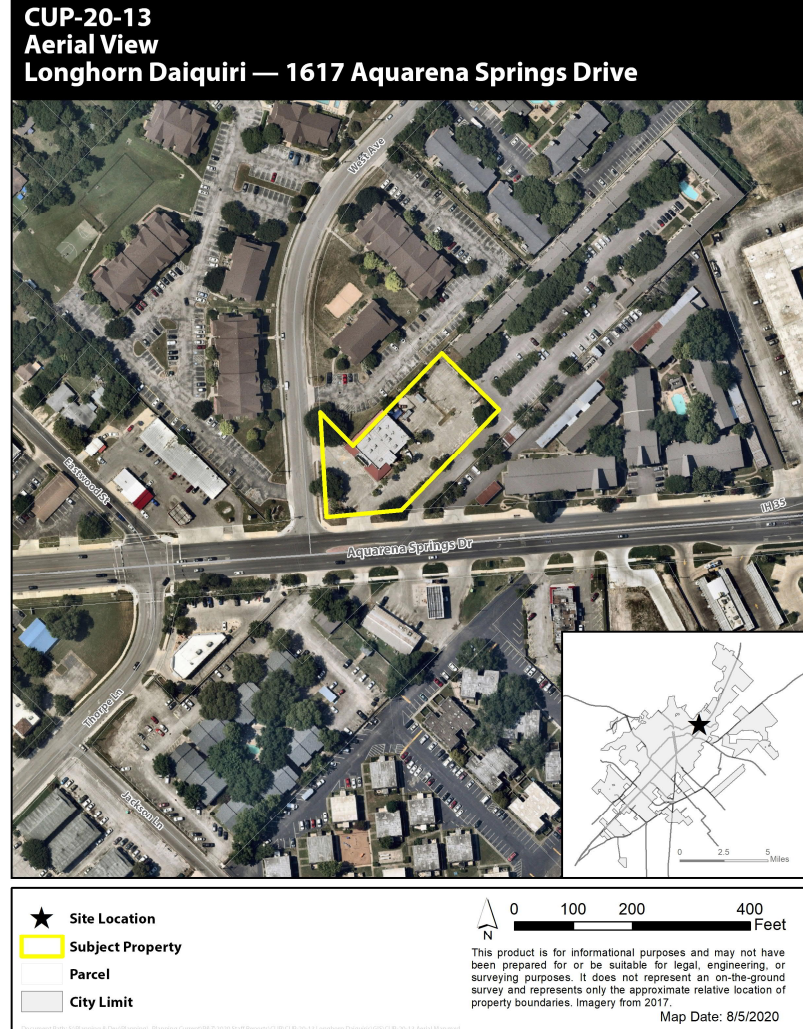 CUP-20-13
Aerial View
Longhorn Daiquiri — 1617 Aquarena Springs Drive
West Ave
Eastwood St
IH 35
Aquarena Springs Dr
Thorpe Ln
Jackson Ln
0 2.5 5
Miles
Site Location
Subject Property
Parcel
City Limit
N
0 100 200 400
Feet
This product is for informational purposes and may not have
been prepared for or be suitable for legal, engineering, or
surveying purposes. It does not represent an on-the-ground
survey and represents only the approximate relative location of
property boundaries. Imagery from 2017.
Map Date: 8/5/2020